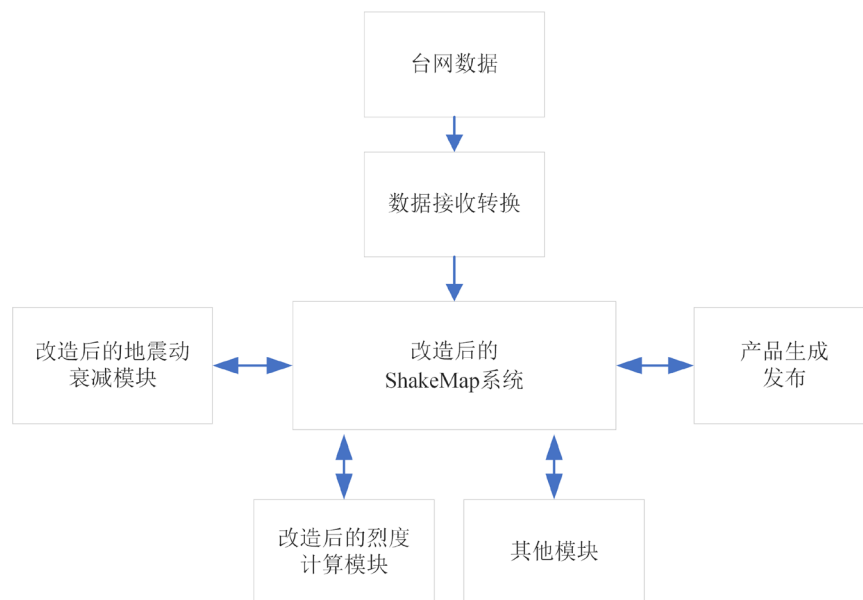 台网数据
数据接收转换
改造后的地震动
衰减模块
改造后的
ShakeMap系统
产品生成
发布
改造后的烈度
计算模块
其他模块